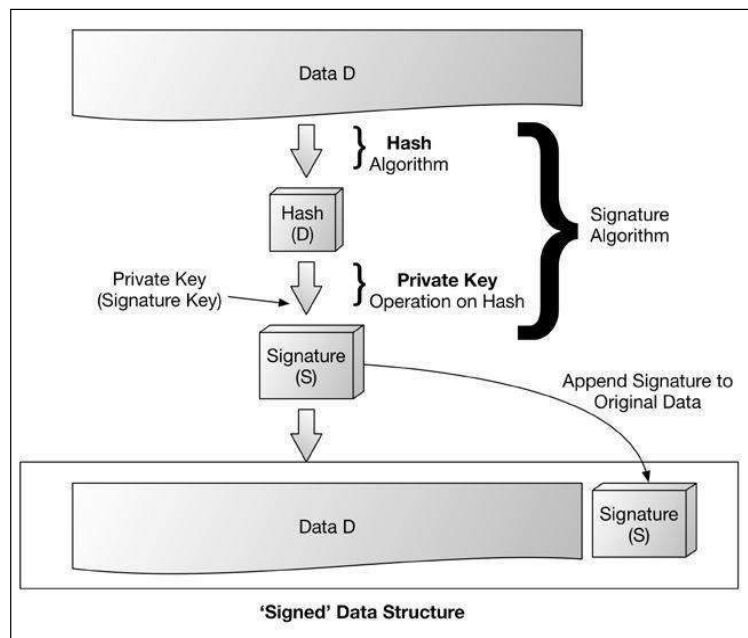 Data D
Hash
Algorithm
Hash
(D)
Signature
Algorithm
Private Key
(Signature Key)
Private Key
Operation on Hash
Signature
(S)
Append Signature to
Original Data
Data D
Signature
(S)
‘Signed’ Data Structure